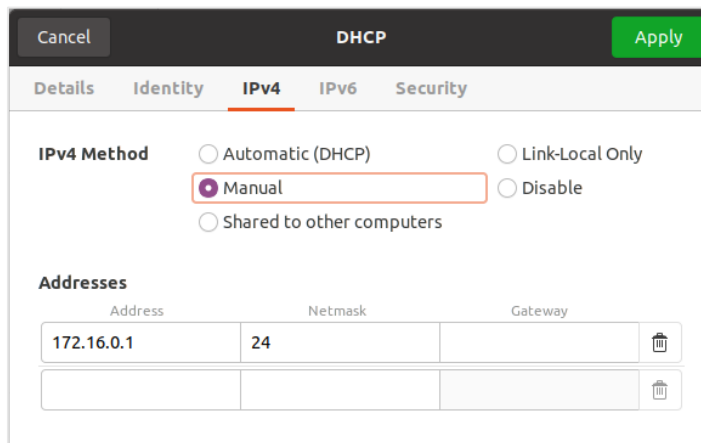 Cancel DHCP Apply
Details Identity IPv4 IPv6 Security
IPv4 Method Automatic (DHCP) Link-Local Only
Manual Disable
Shared to other computers
Addresses
Address Netmask Gateway
172.16.0.1 24